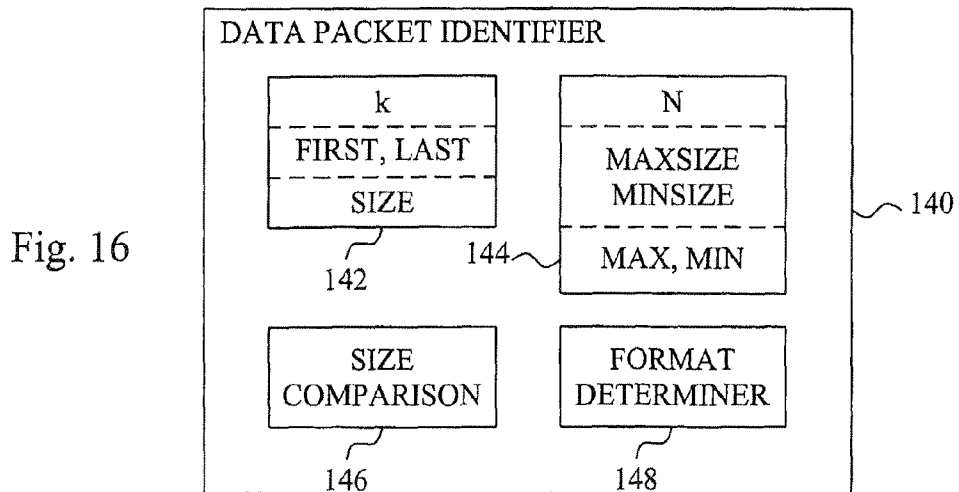 DATA PACKET IDENTIFIER
k
FIRST, LAST
SIZE
142
N
MAXSIZE
MINSIZE
MAX, MIN
144
140
Fig. 16
SIZE
COMPARISON
146
FORMAT
DETERMINER
148